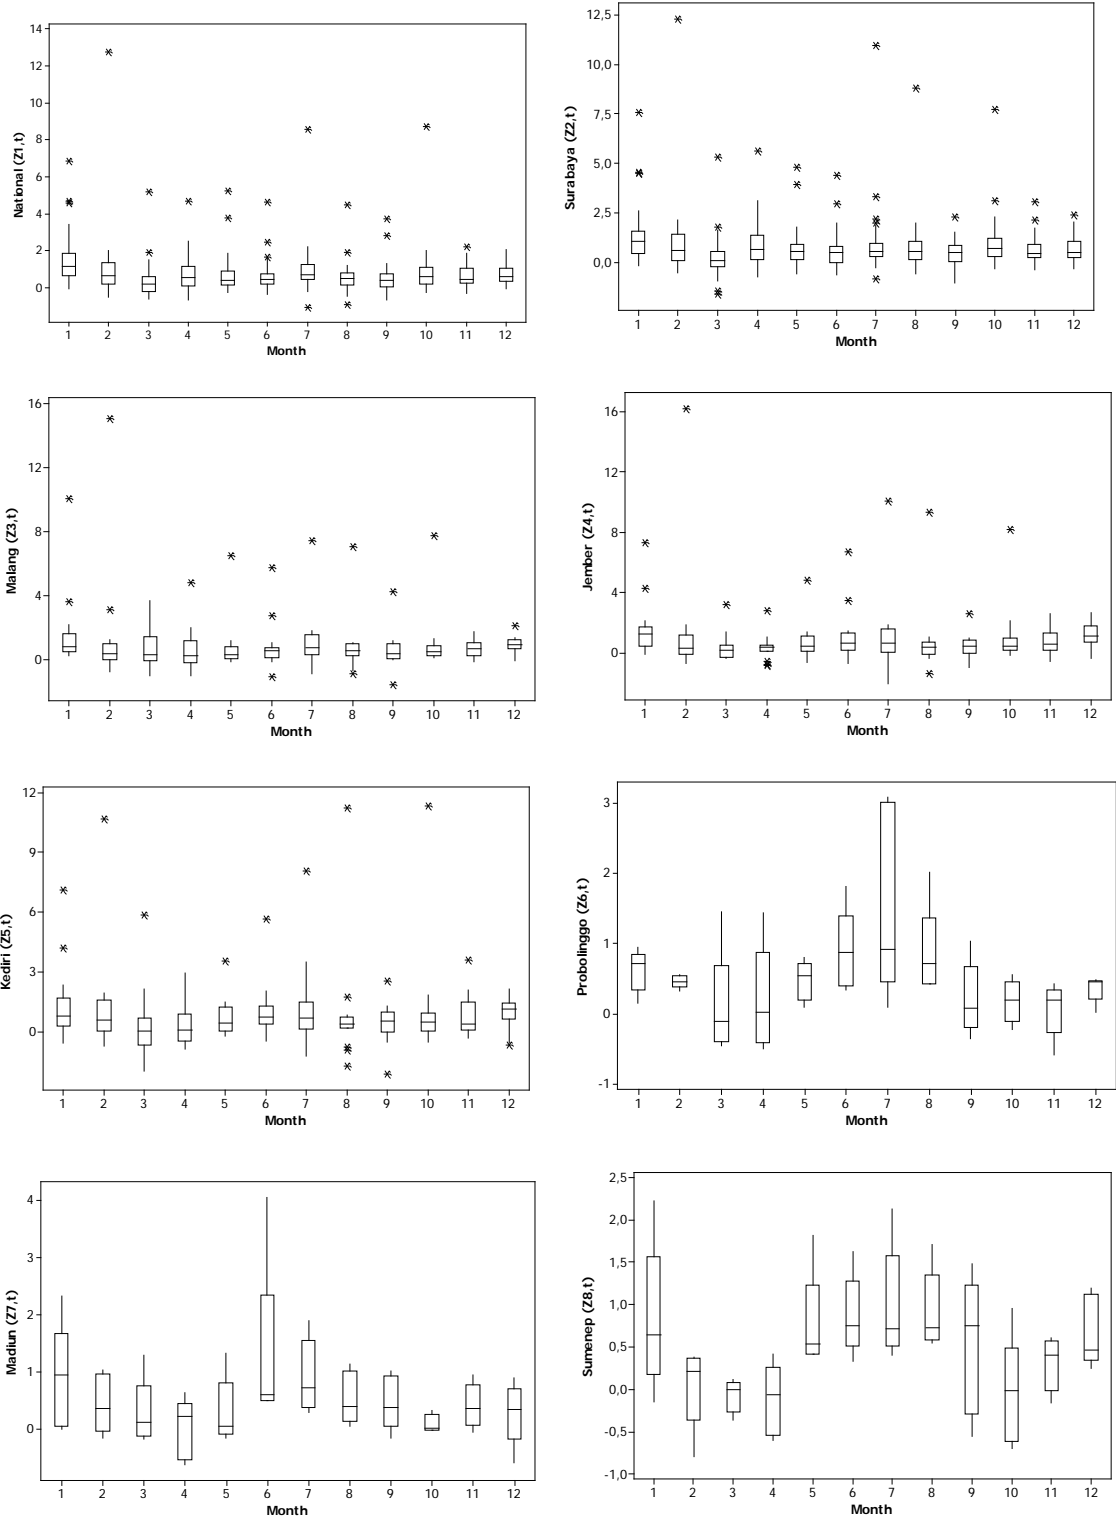 National (Z1,t)
14
12
10
8
6
4
2
0
1 2 3 4 5 6 7 8 9 10 11 12
Month
Surabaya (Z2,t)
12,5
10,0
7,5
5,0
2,5
0,0
1 2 3 4 5 6 7 8 9 10 11 12
Month
Malang (Z3,t)
16
12
8
4
0
1 2 3 4 5 6 7 8 9 10 11 12
Month
Jember (Z4,t)
16
12
8
4
0
1 2 3 4 5 6 7 8 9 10 11 12
Month
Kediri (Z5,t)
12
9
6
3
0
1 2 3 4 5 6 7 8 9 10 11 12
Month
Probolinggo (Z6,t)
3
2
1
0
-1
1 2 3 4 5 6 7 8 9 10 11 12
Month
Madiun (Z7,t)
4
3
2
1
0
1 2 3 4 5 6 7 8 9 10 11 12
Month
Sumenep (Z8,t)
2,5
2,0
1,5
1,0
0,5
0,0
-0,5
-1,0
1 2 3 4 5 6 7 8 9 10 11 12
Month